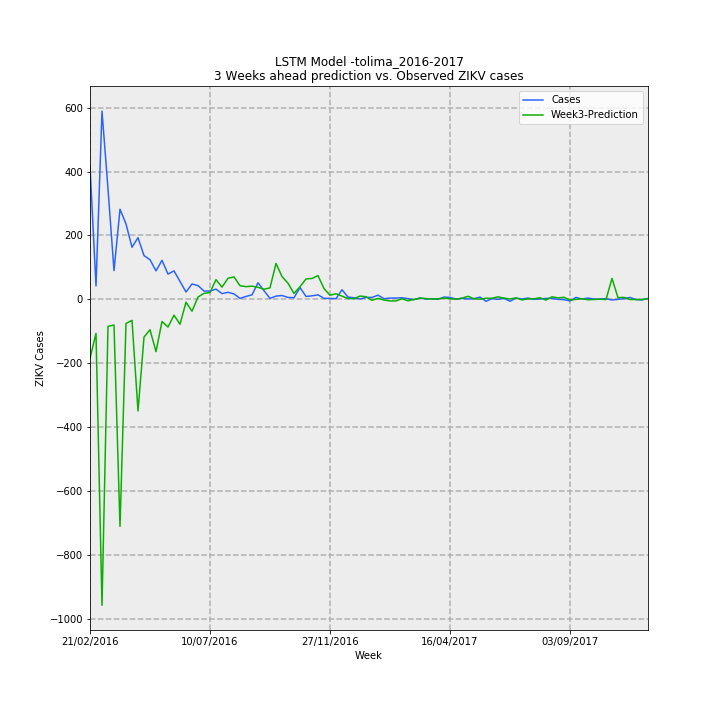 LSTM Model -tolima_2016-2017
3 Weeks ahead prediction vs. Observed ZIKV cases
Cases
Week3-Prediction
600
400
200
0
−200
−400
−600
−800
−1000
ZIKV Cases
21/02/2016 10/07/2016 27/11/2016 16/04/2017 03/09/2017
Week